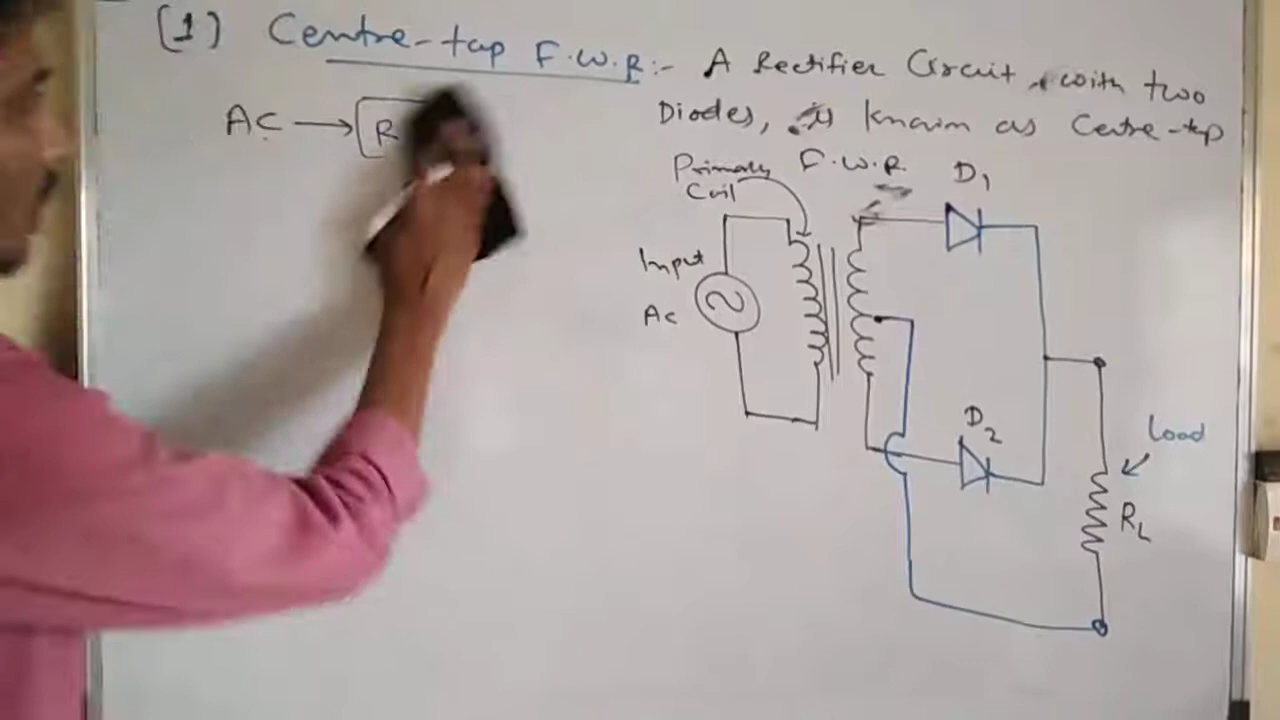 (1) Centre-tap F.W.R:- A Rectifier Circuit, with two
Diodes, is known as Centre-tap
F.W.R.
AC → R
Primary
Coil
Input
Ac
D1
D2
Load
RL